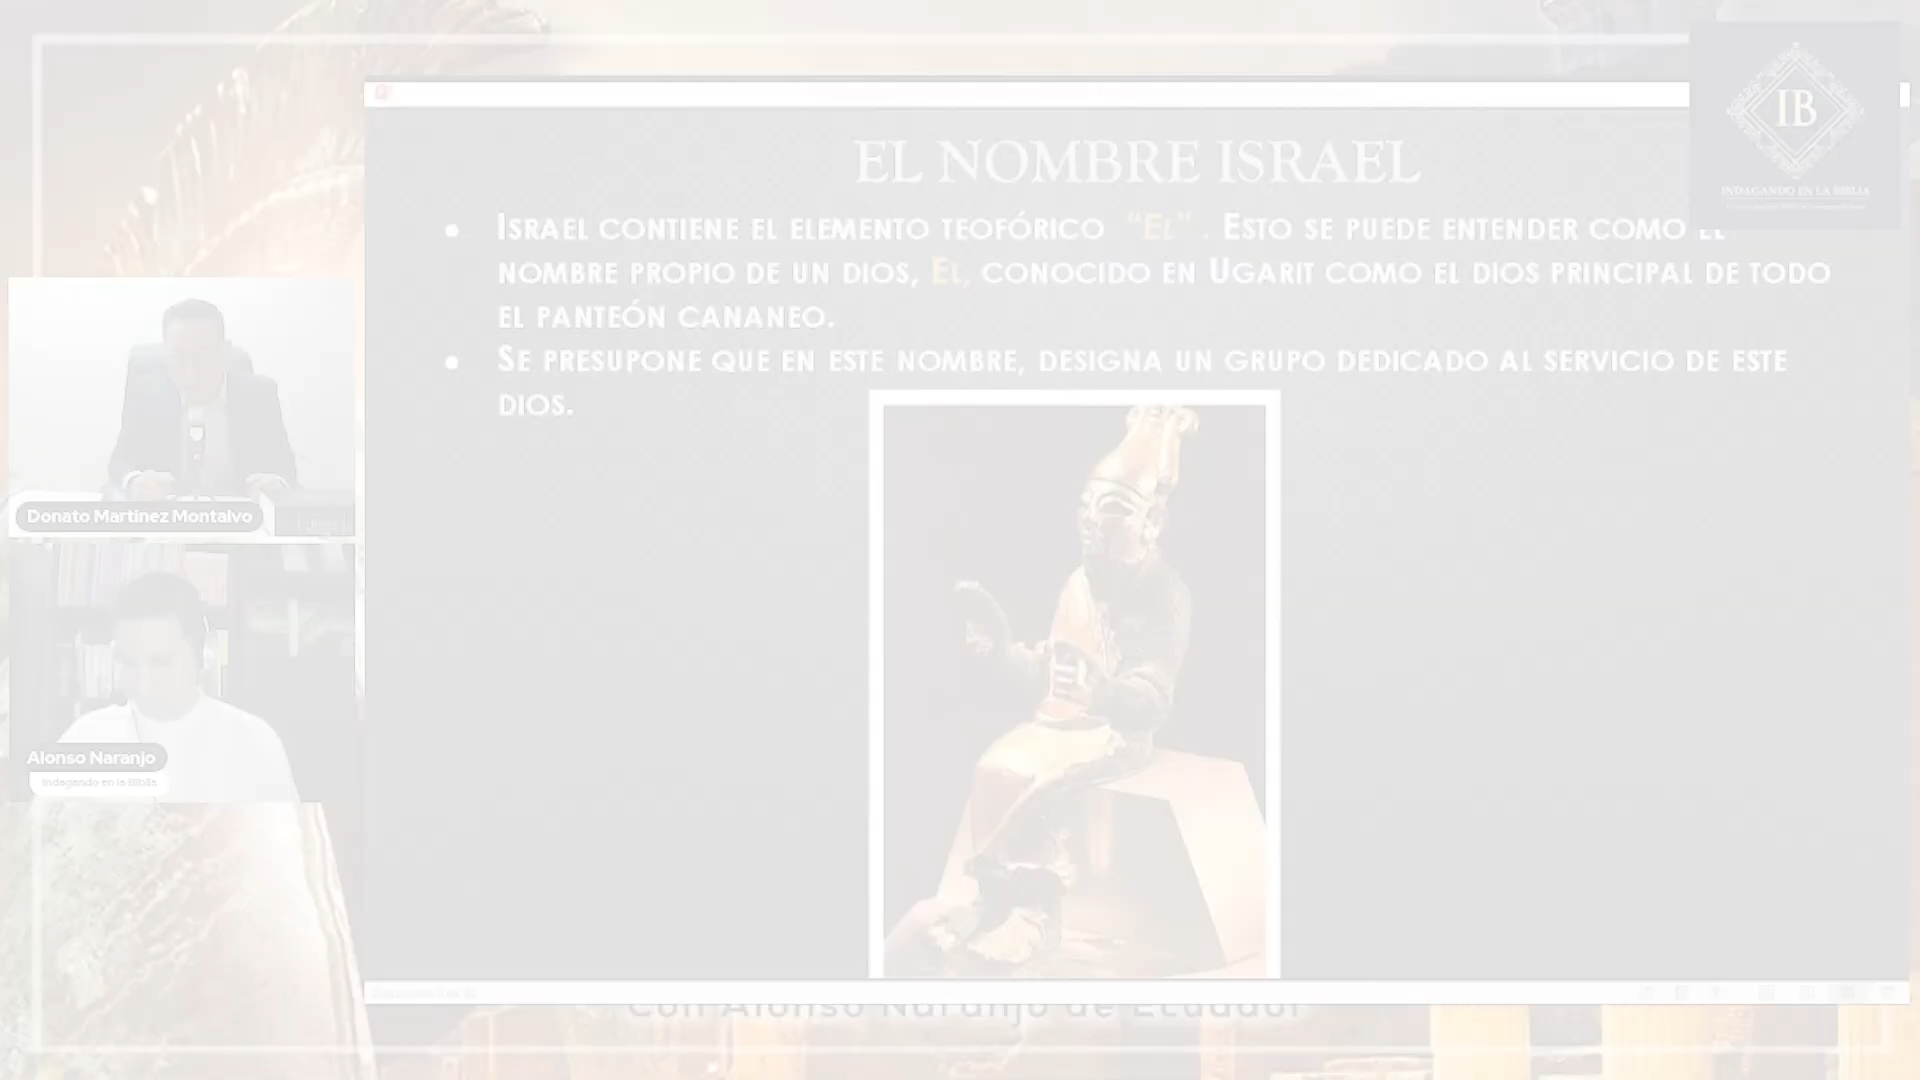 IB
INDAGANDO EN LA BIBLIA
EL NOMBRE ISRAEL
• ISRAEL CONTIENE EL ELEMENTO TEOFÓRICO “EL” . ESTO SE PUEDE ENTENDER COMO EL
NOMBRE PROPIO DE UN DIOS, EL, CONOCIDO EN UGARIT COMO EL DIOS PRINCIPAL DE TODO
EL PANTEÓN CANANEO.
• SE PRESUPONE QUE EN ESTE NOMBRE, DESIGNA UN GRUPO DEDICADO AL SERVICIO DE ESTE
DIOS.
Donato Martinez Montalvo
Alonso Naranjo
Indagando en la Biblia
Con Alonso Naranjo de Ecuador